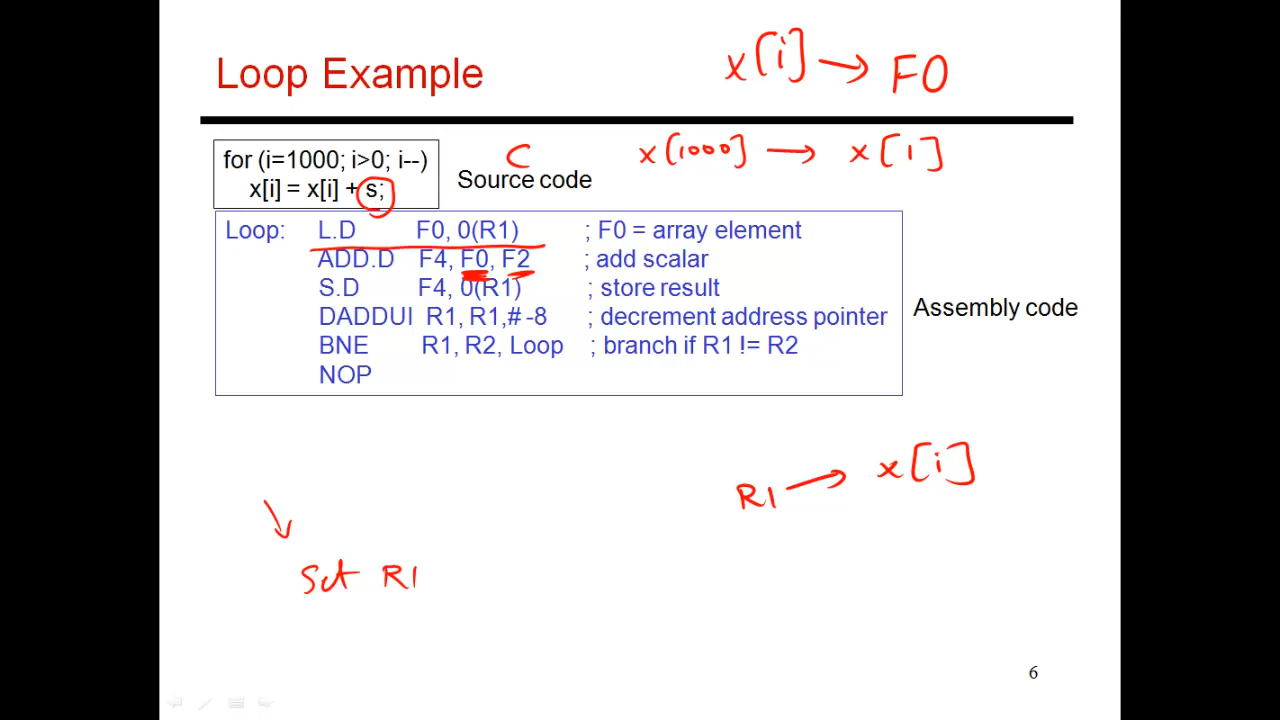 Loop Example
x[i] → F0
for (i=1000; i>0; i--)
x[i] = x[i] + s;
C
Source code
x[1000] → x[1]
Loop: L.D F0, 0(R1) ; F0 = array element
ADD.D F4, F0, F2 ; add scalar
S.D F4, 0(R1) ; store result
DADDUI R1, R1,# -8 ; decrement address pointer
BNE R1, R2, Loop ; branch if R1 != R2
NOP
Assembly code
R1 → x[i]
Set R1
6